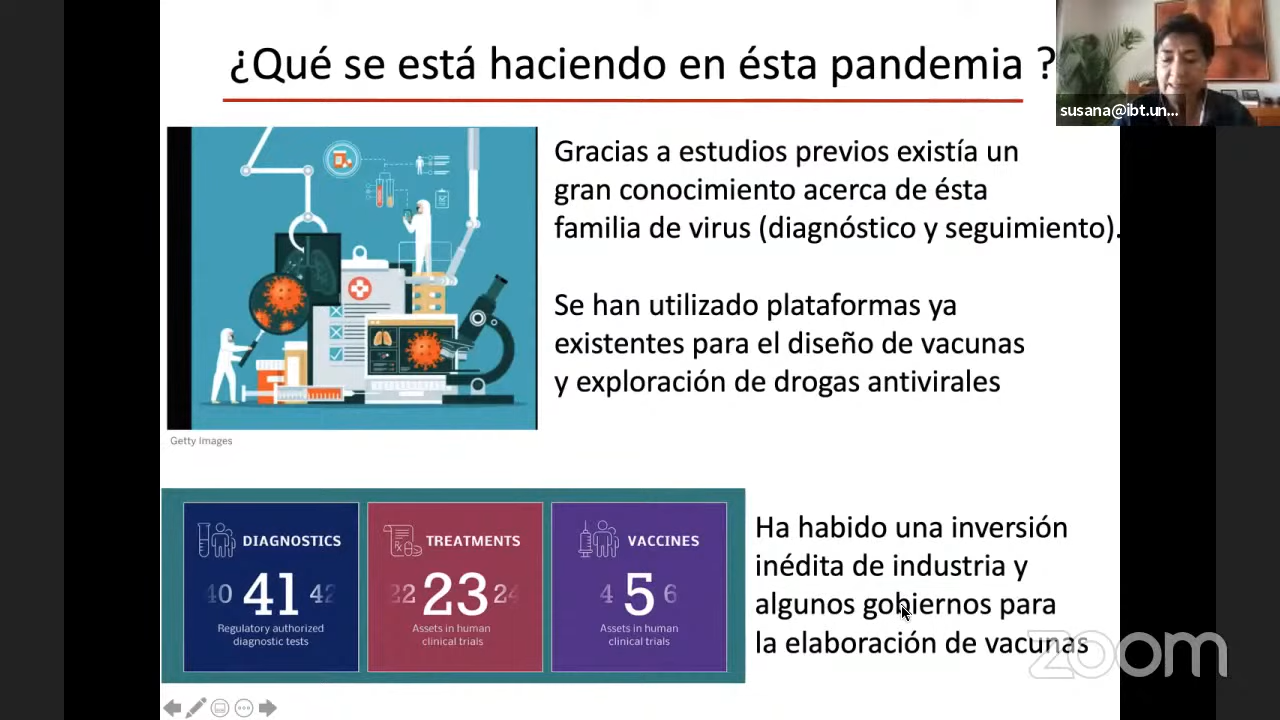 ¿Qué se está haciendo en ésta pandemia ?
susana@ibt.un...
Gracias a estudios previos existía un
gran conocimiento acerca de ésta
familia de virus (diagnóstico y seguimiento).
Se han utilizado plataformas ya
existentes para el diseño de vacunas
y exploración de drogas antivirales
Getty Images
DIAGNOSTICS
40 41 42
Regulatory authorized
diagnostic tests
TREATMENTS
22 23 24
Assets in human
clinical trials
VACCINES
4 5 6
Assets in human
clinical trials
Ha habido una inversión
inédita de industria y
algunos gobiernos para
la elaboración de vacunas
zoom